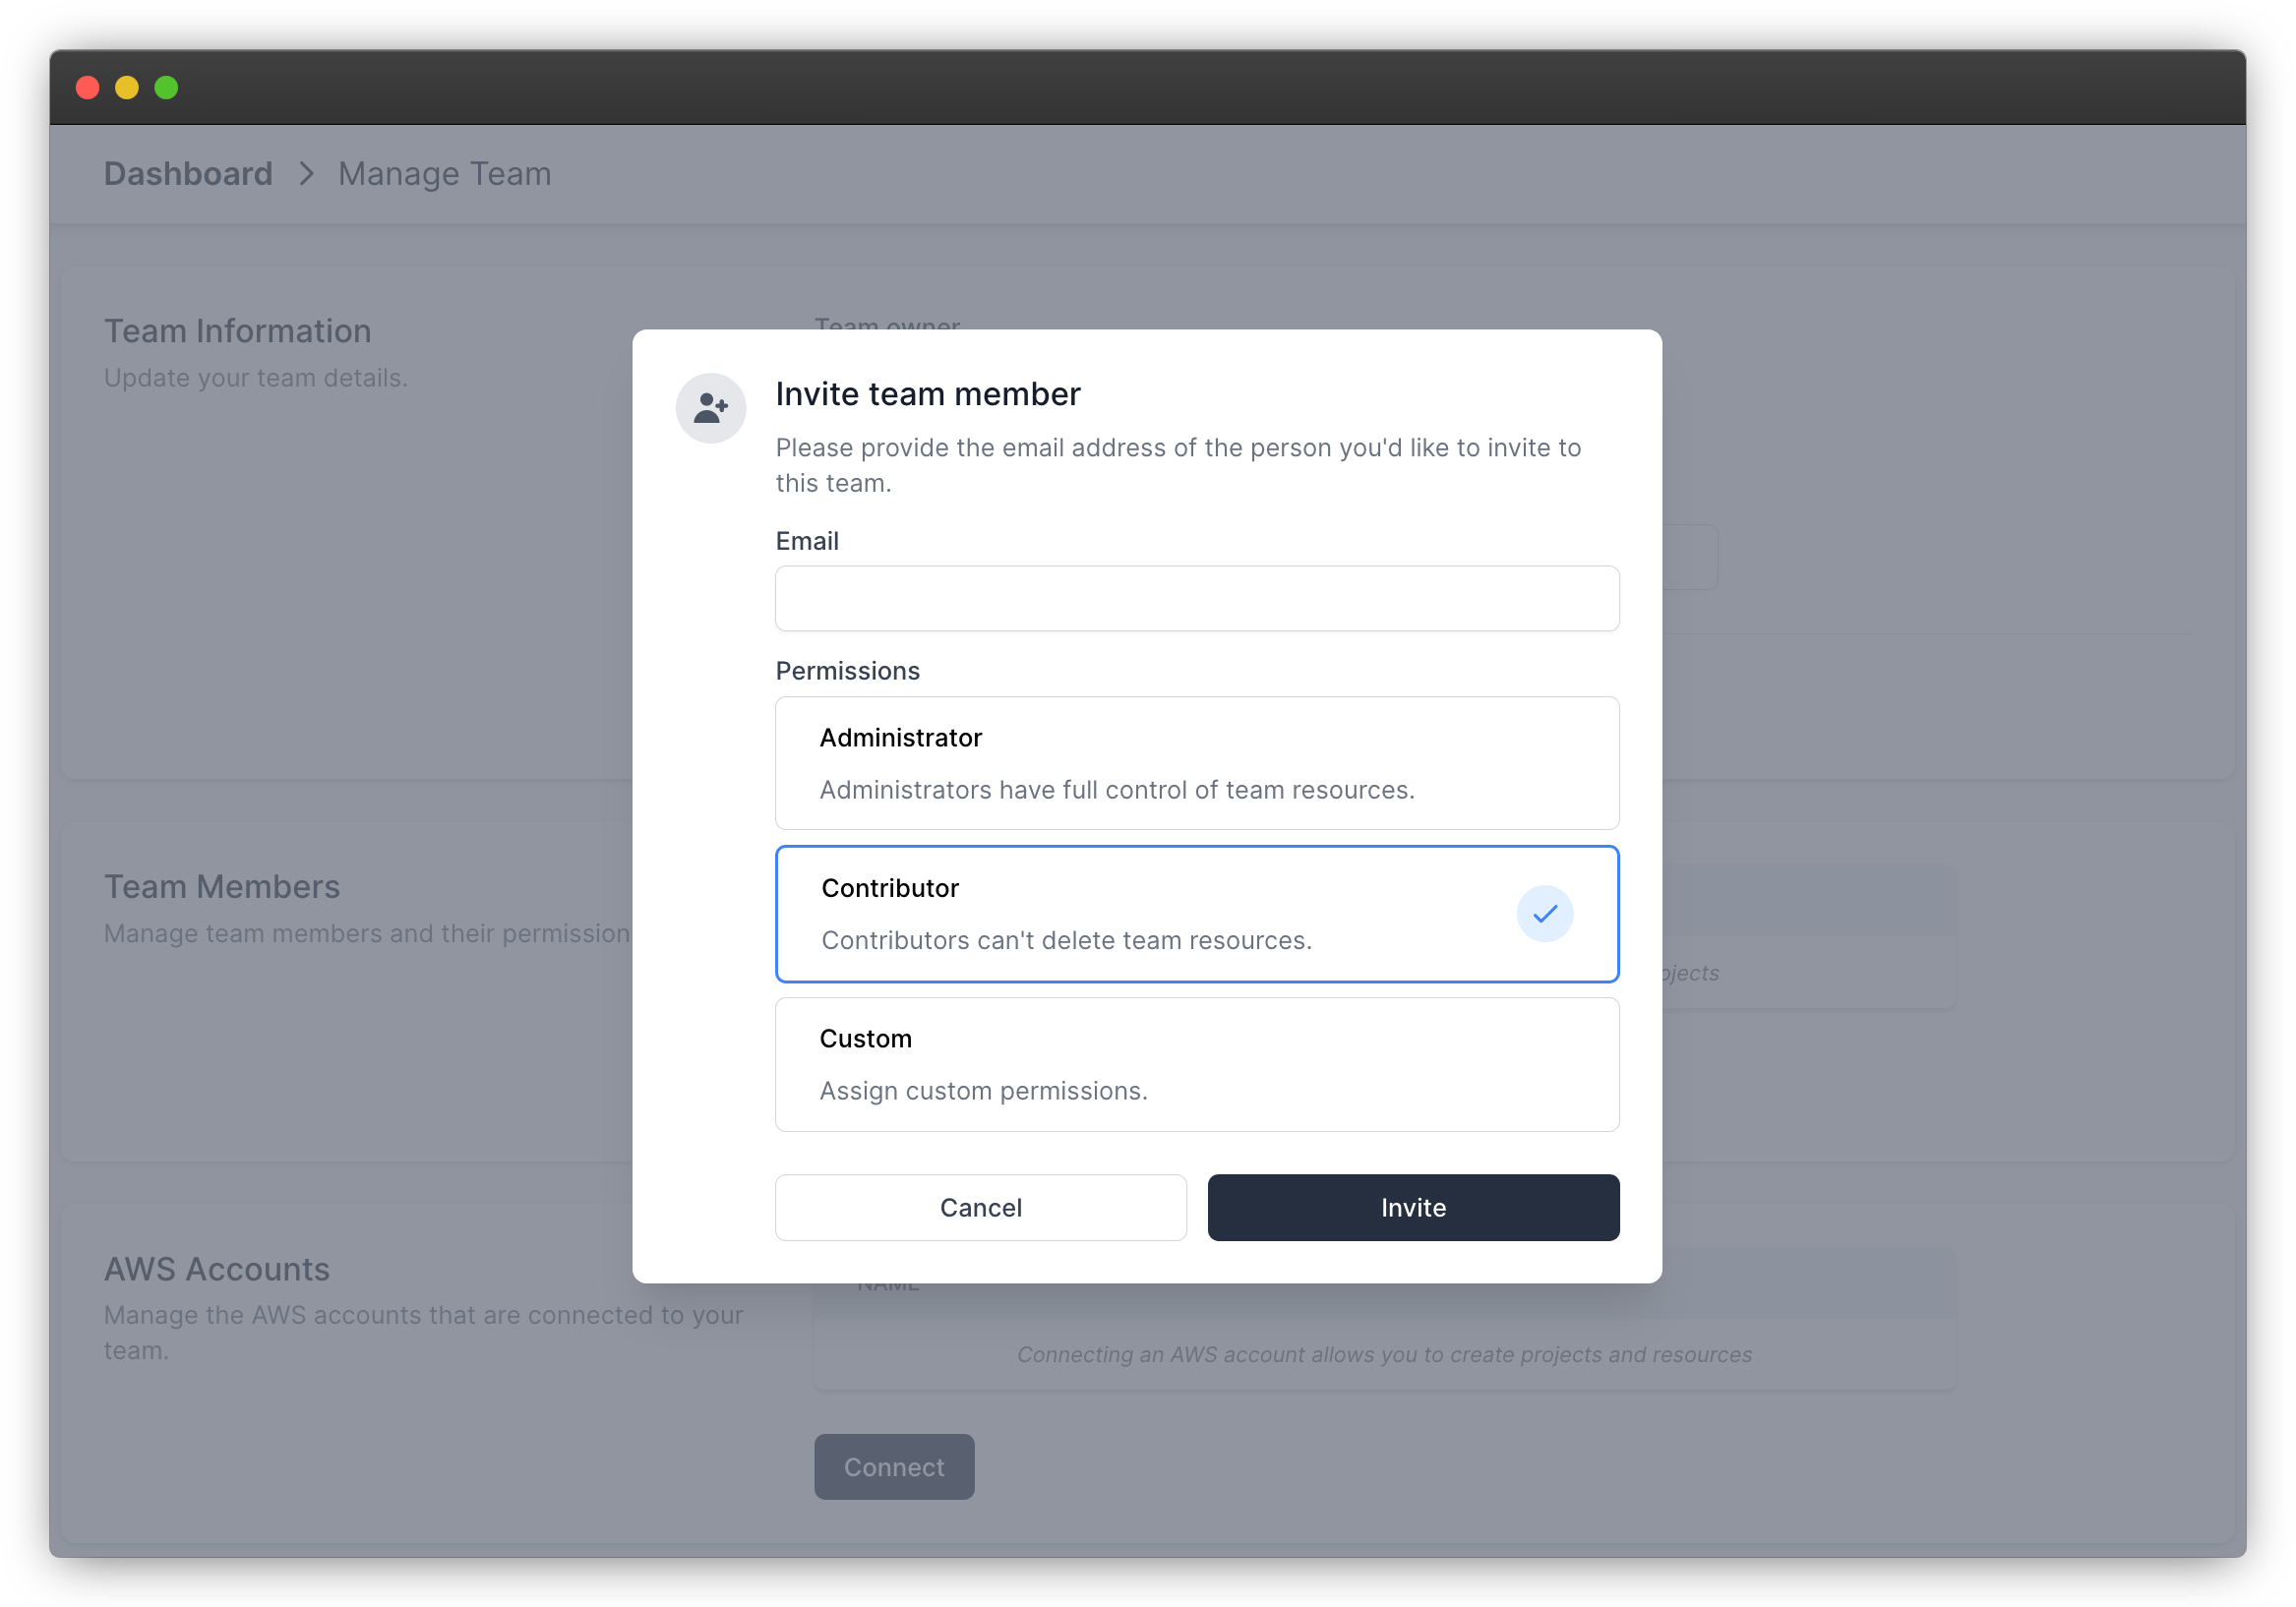 Dashboard > Manage Team
Team Information
Update your team details.
Team owner
Invite team member
Please provide the email address of the person you'd like to invite to
this team.
Email
Permissions
Administrator
Administrators have full control of team resources.
Contributor
Contributors can't delete team resources.
Custom
Assign custom permissions.
Cancel
Invite
Team Members
Manage team members and their permission
AWS Accounts
Manage the AWS accounts that are connected to your
team.
NAME
Connecting an AWS account allows you to create projects and resources
Connect